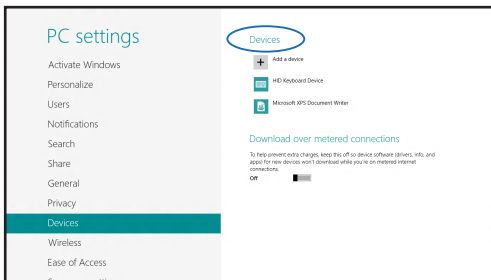 PC settings
Activate Windows
Personalize
Users
Notifications
Search
Share
General
Privacy
Devices
Wireless
Ease of Access
Devices
Add a device
HID Keyboard Device
Microsoft XPS Document Writer
Download over metered connections
To help prevent extra charges, keep this off so device software (drivers, info, and
apps) for new devices won't download while you're on metered Internet
connections.
Off